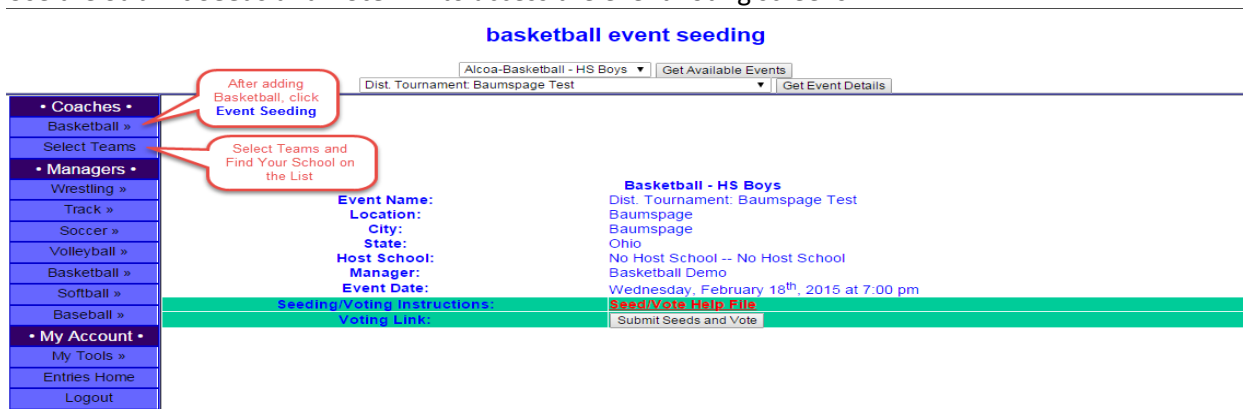 basketball event seeding
Alcoa-Basketball - HS Boys ▼ Get Available Events
Dist. Tournament: Baumspage Test ▼ Get Event Details
After adding
Basketball, click
Event Seeding
Select Teams and
Find Your School on
the List
• Coaches •
Basketball »
Select Teams
• Managers •
Wrestling »
Track »
Soccer »
Volleyball »
Basketball »
Softball »
Baseball »
• My Account •
My Tools »
Entries Home
Logout
Basketball - HS Boys
Event Name: Dist. Tournament: Baumspage Test
Location: Baumspage
City: Baumspage
State: Ohio
Host School: No Host School -- No Host School
Manager: Basketball Demo
Event Date: Wednesday, February 18th, 2015 at 7:00 pm
Seeding/Voting Instructions: Seed/Vote Help File
Voting Link: Submit Seeds and Vote